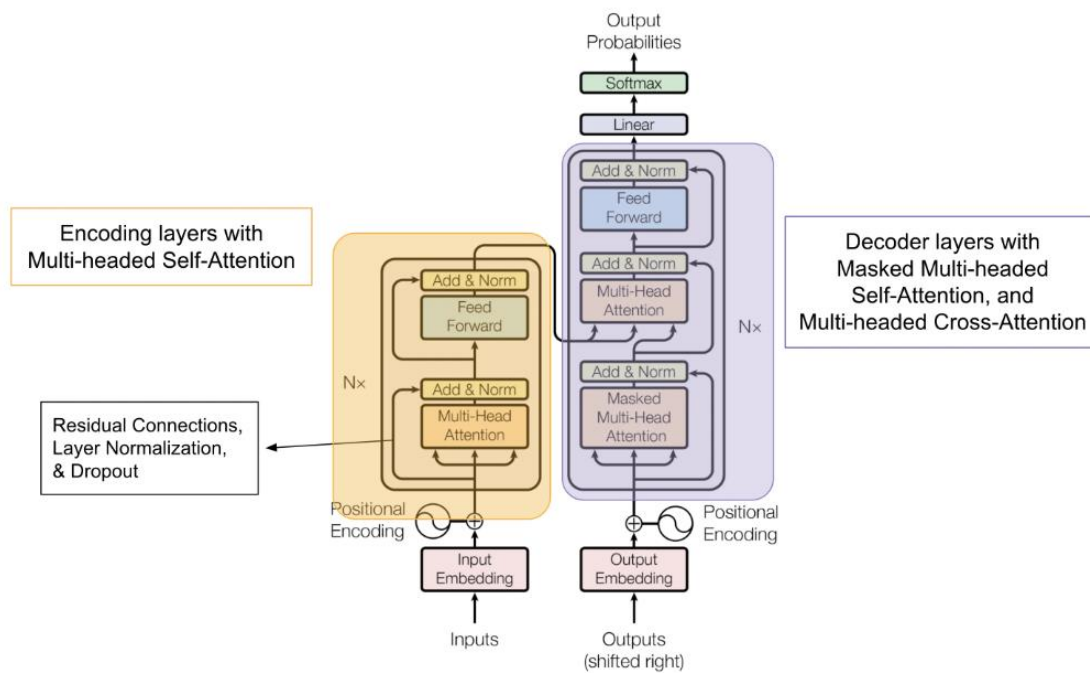 Output
Probabilities
Softmax
Linear
Add & Norm
Feed
Forward
Add & Norm
Multi-Head
Attention
Add & Norm
Masked
Multi-Head
Attention
N×
Decoder layers with
Masked Multi-headed
Self-Attention, and
Multi-headed Cross-Attention
Encoding layers with
Multi-headed Self-Attention
Add & Norm
Feed
Forward
N×
Add & Norm
Multi-Head
Attention
Residual Connections,
Layer Normalization,
& Dropout
Positional
Encoding
Positional
Encoding
Input
Embedding
Output
Embedding
Inputs
Outputs
(shifted right)